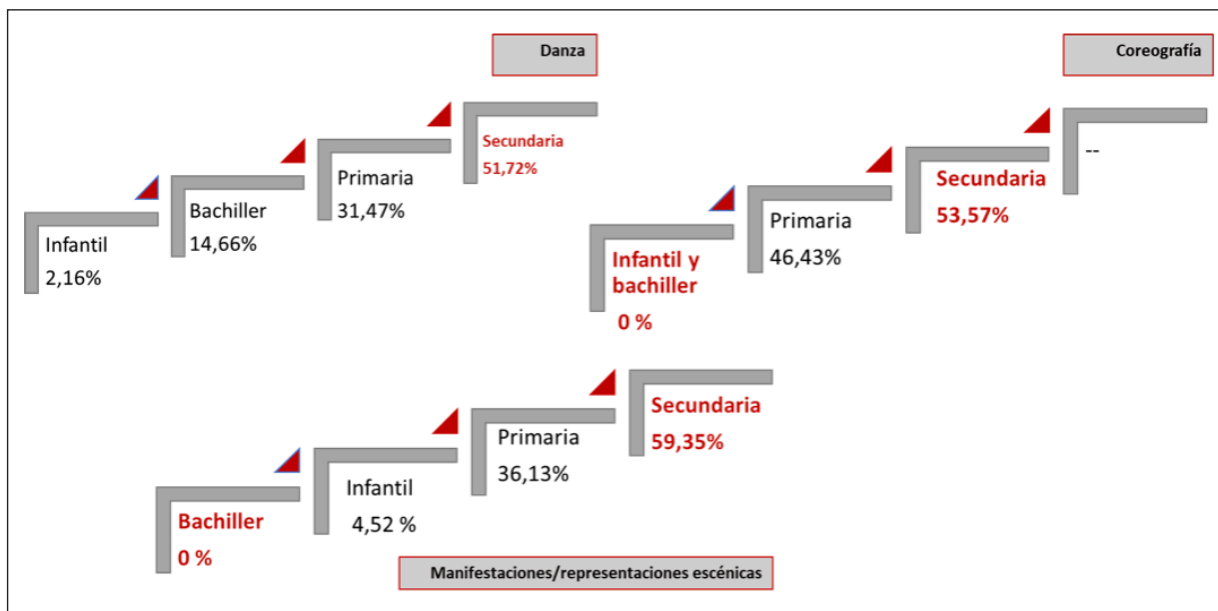 Danza
Infantil
2,16%
Bachiller
14,66%
Primaria
31,47%
Secundaria
51,72%
Coreografía
Infantil y
bachiller
0 %
Primaria
46,43%
Secundaria
53,57%
--
Bachiller
0 %
Infantil
4,52 %
Primaria
36,13%
Secundaria
59,35%
Manifestaciones/representaciones escénicas